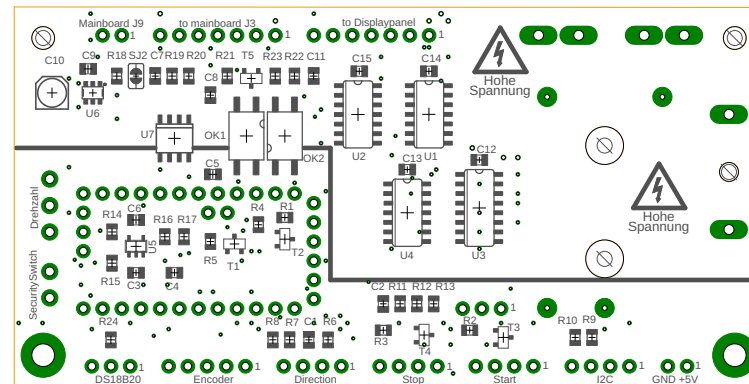 Mainboard J9
1
to mainboard J3
1
to Displaypanel
1
C10
C9
R18
SJ2
C7
R19
R20
R21
T5
R23
R22
C11
C15
C14
Hohe
Spannung
U6
C8
U7
OK1
OK2
U2
U1
C13
C12
C5
Drehzahl
Security Switch
R14
C6
R16
R17
U5
R15
C3
C4
R5
T1
R4
R1
T2
U4
U3
Hohe
Spannung
C2
R11
R12
R13
1
R24
R8
R7
C1
R6
R3
T4
R2
T3
R10
R9
1
1
1
1
1
1
DS18B20
Encoder
Direction
Stop
Start
I2C
GND +5V